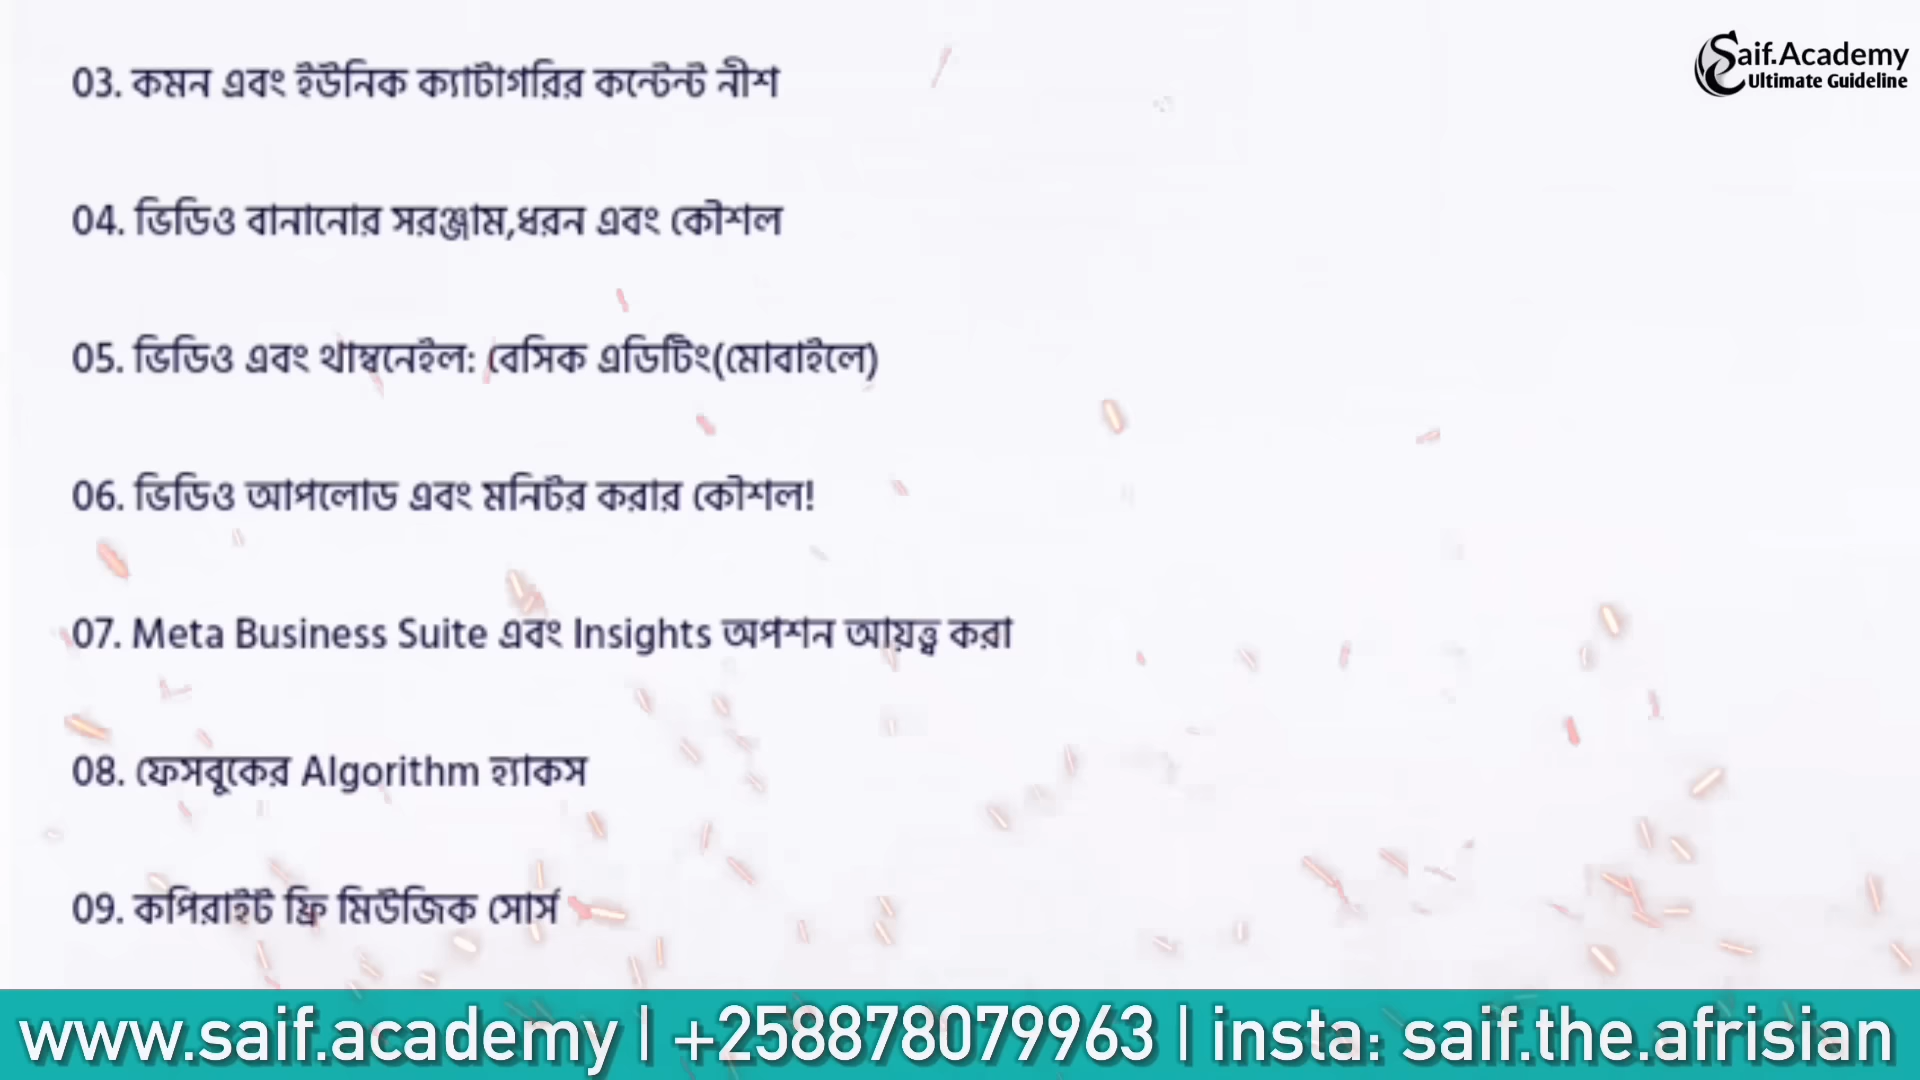 Saif.Academy
Ultimate Guideline
03. কমন এবং ইউনিক ক্যাটাগরির কন্টেন্ট নীশ
04. ভিডিও বানানোর সরঞ্জাম,ধরন এবং কৌশল
05. ভিডিও এবং থাম্বনেইল: বেসিক এডিটিং(মোবাইলে)
06. ভিডিও আপলোড এবং মনিটর করার কৌশল!
07. Meta Business Suite এবং Insights অপশন আয়ত্ত্ব করা
08. ফেসবুকের Algorithm হ্যাকস
09. কপিরাইট ফ্রি মিউজিক সোর্স
www.saif.academy | +258878079963 | insta: saif.the.afrisian